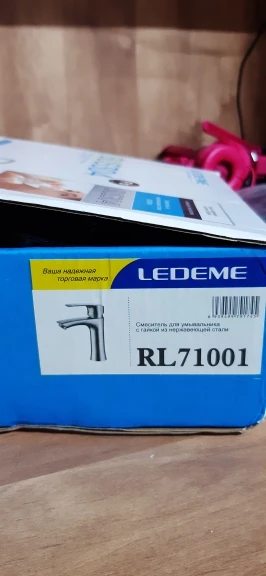 Ваша надежная
торговая марка
LEDEME
Смеситель для умывальника
с гайкой из нержавеющей стали
RL71001